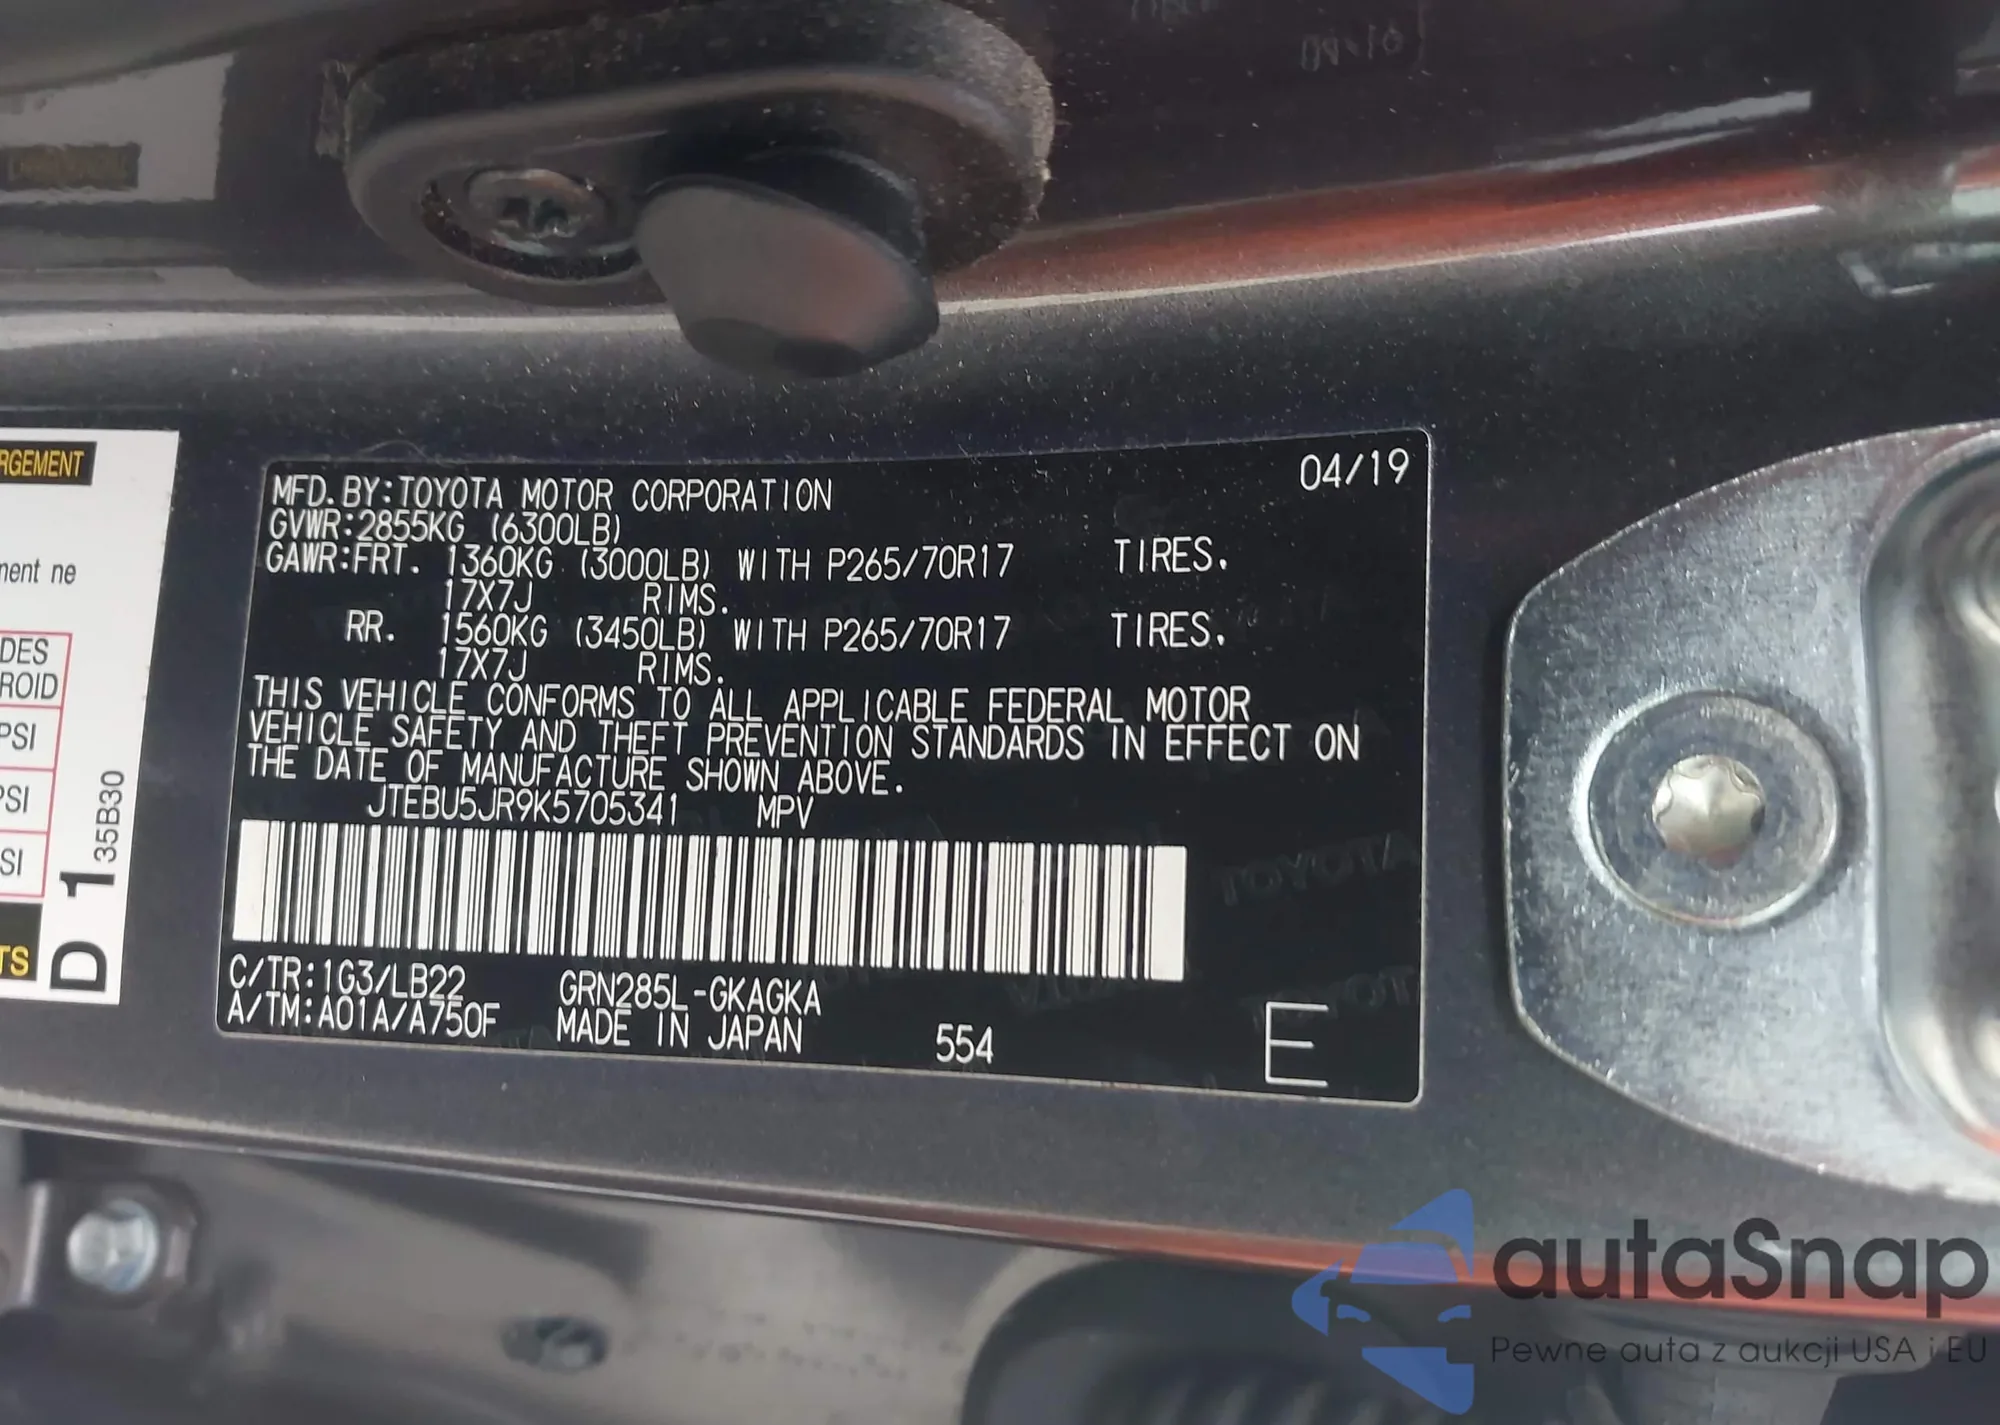 RGEMENT
ment ne
DES
ROID
PSI
PSI
SI
TS
D 1
35B30
04/19
MFD.BY:TOYOTA MOTOR CORPORATION
GVWR:2855KG (6300LB)
GAWR:FRT. 1360KG (3000LB) WITH P265/70R17 TIRES.
17X7J RIMS.
RR. 1560KG (3450LB) WITH P265/70R17 TIRES.
17X7J RIMS.
THIS VEHICLE CONFORMS TO ALL APPLICABLE FEDERAL MOTOR
VEHICLE SAFETY AND THEFT PREVENTION STANDARDS IN EFFECT ON
THE DATE OF MANUFACTURE SHOWN ABOVE.
JTEBU5JR9K5705341 MPV
TOYOTA
C/TR:1G3/LB22 GRN285L-GKAGKA
A/TM:A01A/A750F MADE IN JAPAN 554 E
autaSnap
Pewne auta z aukcji USA i EU